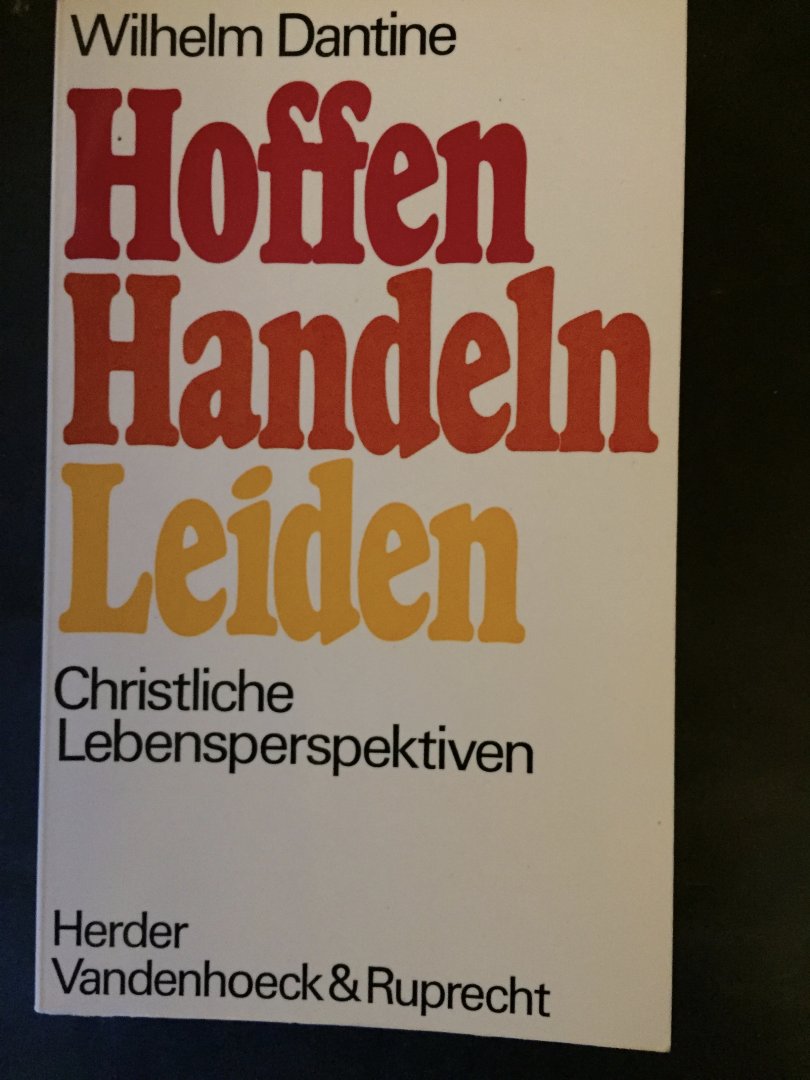 Wilhelm Dantine
Hoffen
Handeln
Leiden
Christliche
Lebensperspektiven
Herder
Vandenhoeck & Ruprecht